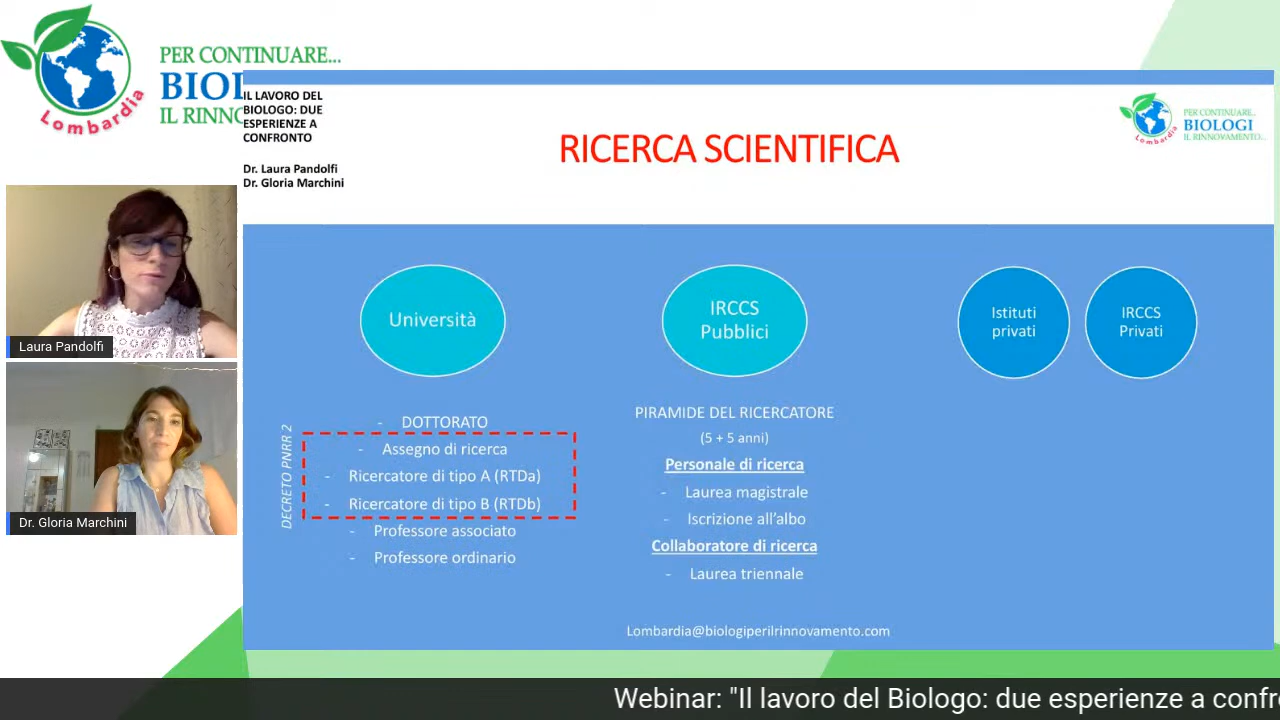 PER CONTINUARE...
BIOL
IL RINNO
Lombardia
IL LAVORO DEL
BIOLOGO: DUE
ESPERIENZE A
CONFRONTO
Dr. Laura Pandolfi
Dr. Gloria Marchini
RICERCA SCIENTIFICA
PER CONTINUARE...
BIOLOGI
IL RINNOVAMENTO...
Lombardia
Laura Pandolfi
Dr. Gloria Marchini
Università
DECRETO PNRR 2
- DOTTORATO
- Assegno di ricerca
- Ricercatore di tipo A (RTDa)
- Ricercatore di tipo B (RTDb)
- Professore associato
- Professore ordinario
IRCCS
Pubblici
PIRAMIDE DEL RICERCATORE
(5 + 5 anni)
Personale di ricerca
- Laurea magistrale
- Iscrizione all’albo
Collaboratore di ricerca
- Laurea triennale
Istituti
privati
IRCCS
Privati
Lombardia@biologiperilrinnovamento.com
Webinar: "Il lavoro del Biologo: due esperienze a confr